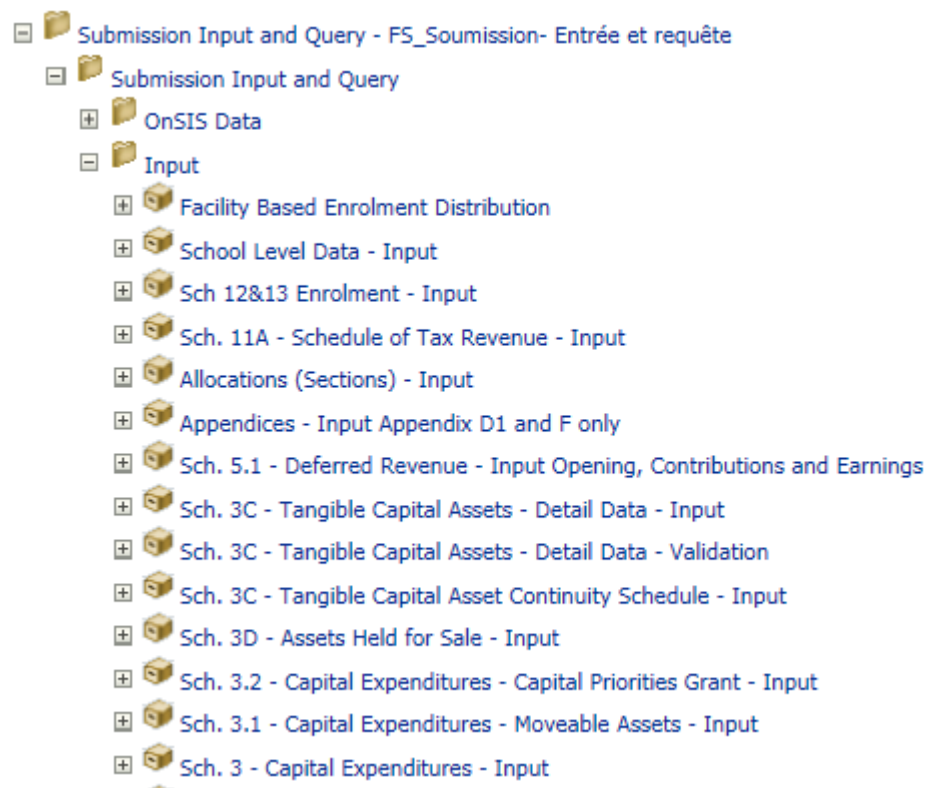 Submission Input and Query - FS_Soumission- Entrée et requête
Submission Input and Query
OnSIS Data
Input
Facility Based Enrolment Distribution
School Level Data - Input
Sch 12&13 Enrolment - Input
Sch. 11A - Schedule of Tax Revenue - Input
Allocations (Sections) - Input
Appendices - Input Appendix D1 and F only
Sch. 5.1 - Deferred Revenue - Input Opening, Contributions and Earnings
Sch. 3C - Tangible Capital Assets - Detail Data - Input
Sch. 3C - Tangible Capital Assets - Detail Data - Validation
Sch. 3C - Tangible Capital Asset Continuity Schedule - Input
Sch. 3D - Assets Held for Sale - Input
Sch. 3.2 - Capital Expenditures - Capital Priorities Grant - Input
Sch. 3.1 - Capital Expenditures - Moveable Assets - Input
Sch. 3 - Capital Expenditures - Input